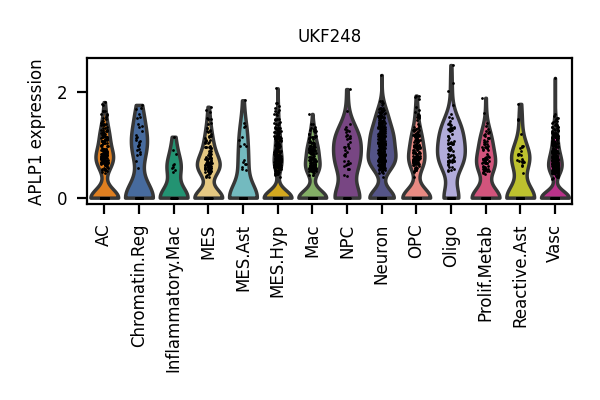 UKF248
APLP1 expression
2
0
AC
Chromatin.Reg
Inflammatory.Mac
MES
MES.Ast
MES.Hyp
Mac
NPC
Neuron
OPC
Oligo
Prolif.Metab
Reactive.Ast
Vasc